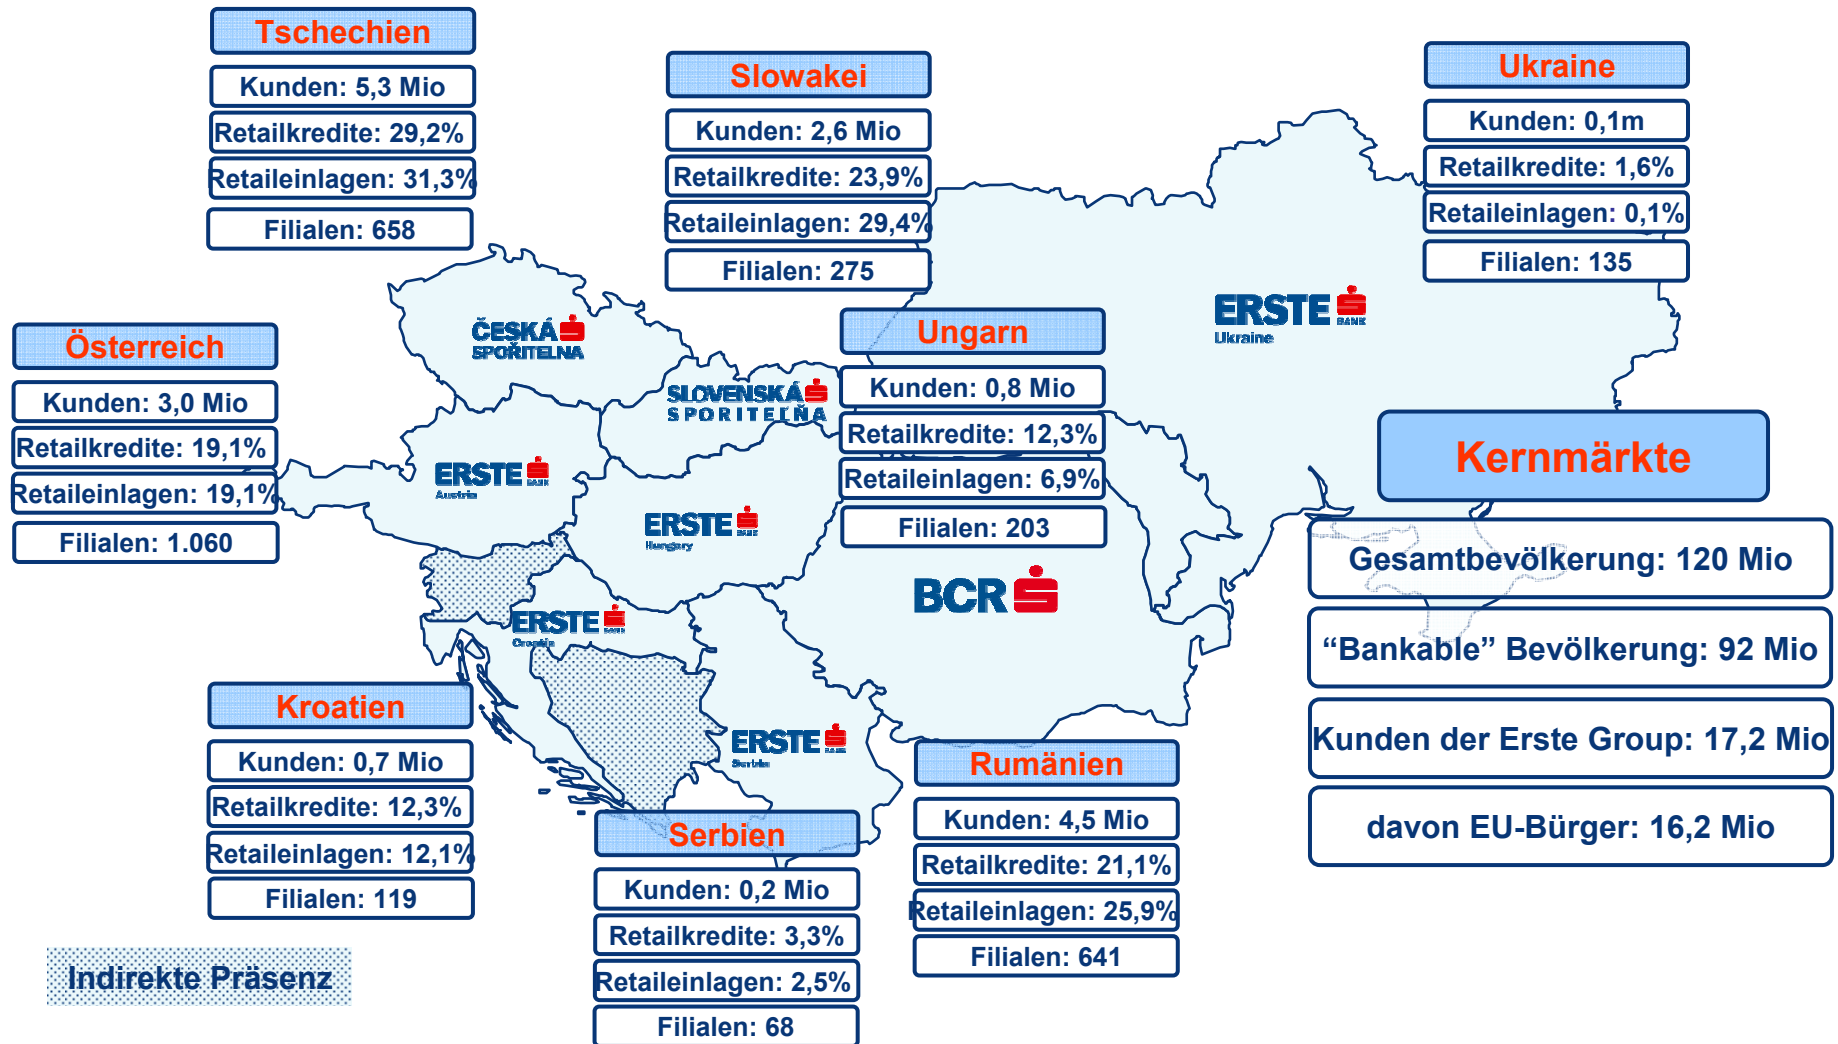 Tschechien
Kunden: 5,3 Mio
Retailkredite: 29,2%
Retaileinlagen: 31,3%
Filialen: 658
Slowakei
Kunden: 2,6 Mio
Retailkredite: 23,9%
Retaileinlagen: 29,4%
Filialen: 275
Ukraine
Kunden: 0,1m
Retailkredite: 1,6%
Retaileinlagen: 0,1%
Filialen: 135
Österreich
Kunden: 3,0 Mio
Retailkredite: 19,1%
Retaileinlagen: 19,1%
Filialen: 1.060
Ungarn
Kunden: 0,8 Mio
Retailkredite: 12,3%
Retaileinlagen: 6,9%
Filialen: 203
ČESKÁ
SPOŘITELNA
SLOVENSKÁ
SPORITEĽŇA
ERSTE
BANK
Ukraine
ERSTE
BANK
Austria
ERSTE
BANK
Hungary
BCR
ERSTE
BANK
Croatia
ERSTE
BANK
Serbia
Kernmärkte
Gesamtbevölkerung: 120 Mio
“Bankable” Bevölkerung: 92 Mio
Kunden der Erste Group: 17,2 Mio
davon EU-Bürger: 16,2 Mio
Kroatien
Kunden: 0,7 Mio
Retailkredite: 12,3%
Retaileinlagen: 12,1%
Filialen: 119
Serbien
Kunden: 0,2 Mio
Retailkredite: 3,3%
Retaileinlagen: 2,5%
Filialen: 68
Rumänien
Kunden: 4,5 Mio
Retailkredite: 21,1%
Retaileinlagen: 25,9%
Filialen: 641
Indirekte Präsenz